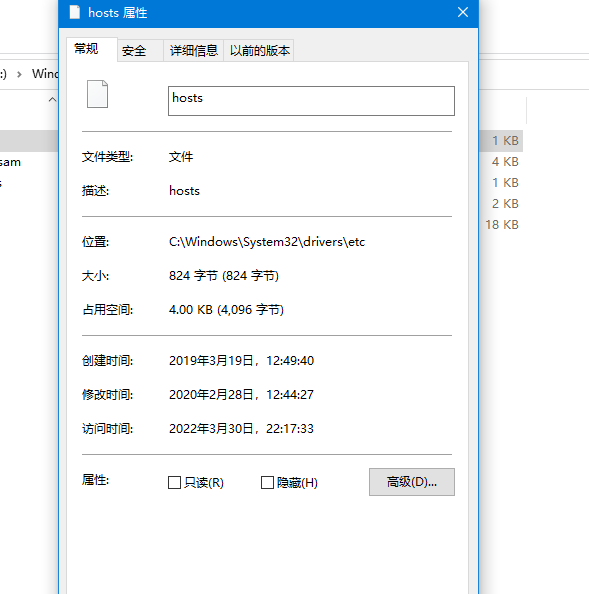 hosts 属性
常规 安全 详细信息 以前的版本
:) › Wind
hosts
1 KB
文件类型: 文件
sam 4 KB
s 1 KB
描述: hosts
2 KB
18 KB
位置: C:\Windows\System32\drivers\etc
大小: 824 字节 (824 字节)
占用空间: 4.00 KB (4,096 字节)
创建时间: 2019年3月19日，12:49:40
修改时间: 2020年2月28日，12:44:27
访问时间: 2022年3月30日，22:17:33
属性: 只读(R) 隐藏(H) 高级(D)...